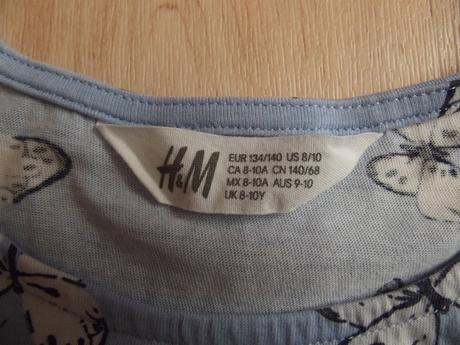 H&M
EUR 134/140 US 8/10
CA 8-10A CN 140/68
MX 8-10A AUS 9-10
UK 8-10Y